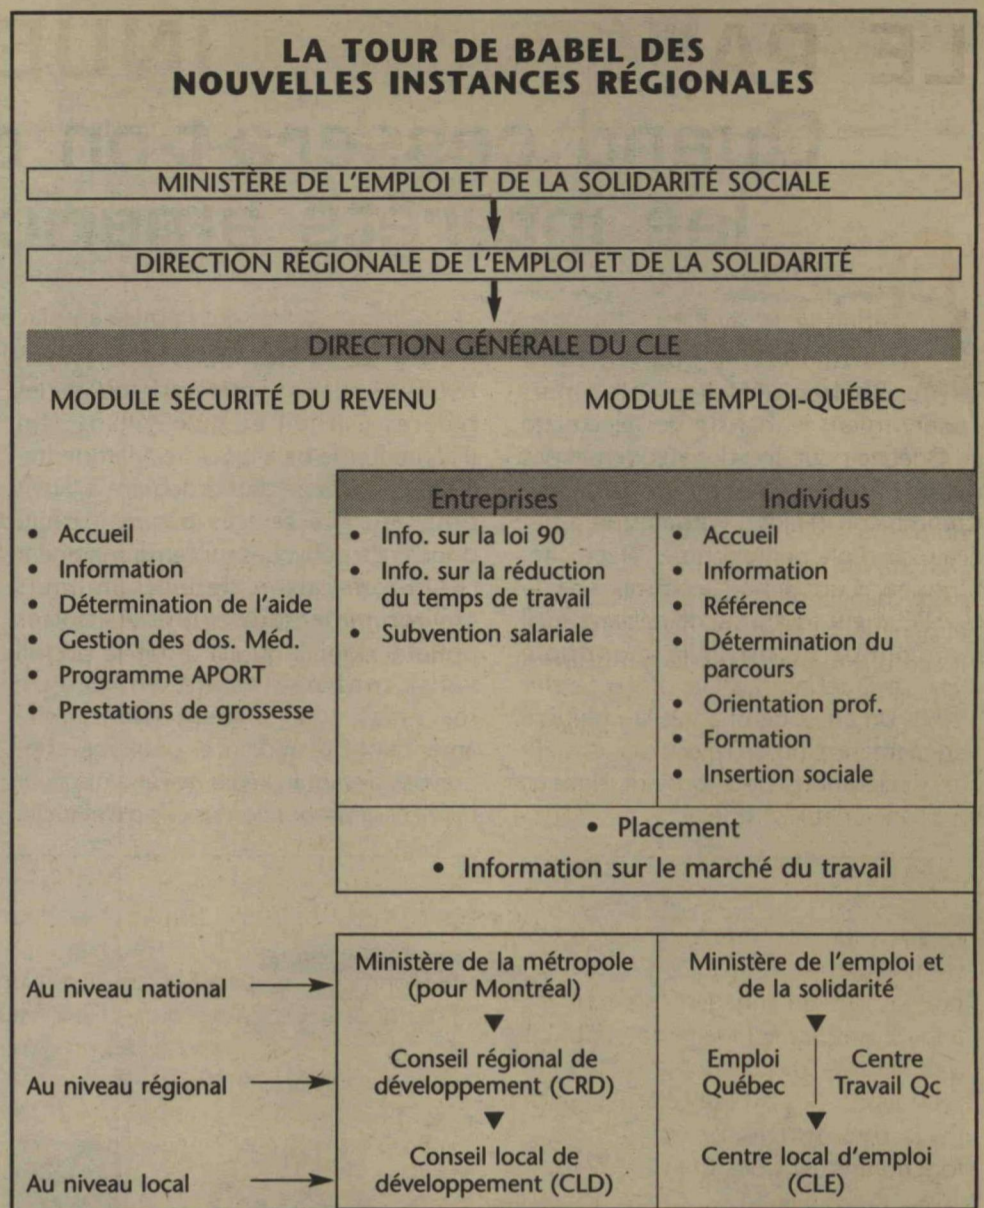 LA TOUR DE BABEL DES
NOUVELLES INSTANCES RÉGIONALES
MINISTÈRE DE L'EMPLOI ET DE LA SOLIDARITÉ SOCIALE
DIRECTION RÉGIONALE DE L'EMPLOI ET DE LA SOLIDARITÉ
DIRECTION GÉNÉRALE DU CLE
MODULE SÉCURITÉ DU REVENU
• Accueil
• Information
• Détermination de l'aide
• Gestion des dos. Méd.
• Programme APORT
• Prestations de grossesse
MODULE EMPLOI-QUÉBEC
Entreprises
• Info. sur la loi 90
• Info. sur la réduction
du temps de travail
• Subvention salariale
Individus
• Accueil
• Information
• Référence
• Détermination du
parcours
• Orientation prof.
• Formation
• Insertion sociale
• Placement
• Information sur le marché du travail
Au niveau national
Ministère de la métropole
(pour Montréal)
Ministère de l'emploi et
de la solidarité
Au niveau régional
Conseil régional de
développement (CRD)
Emploi
Québec
Centre
Travail Qc
Au niveau local
Conseil local de
développement (CLD)
Centre local d'emploi
(CLE)